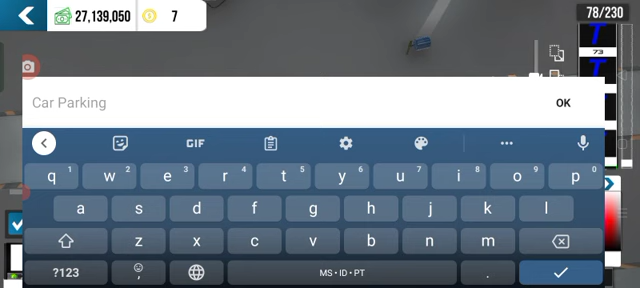 27,139,050 7 78/230
T
73
T
Car Parking OK
GIF
q 1 w 2 e 3 r 4 t 5 y 6 u 7 i 8 o 9 p 0
a s d f g h j k l
z x c v b n m
?123 , MS • ID • PT .